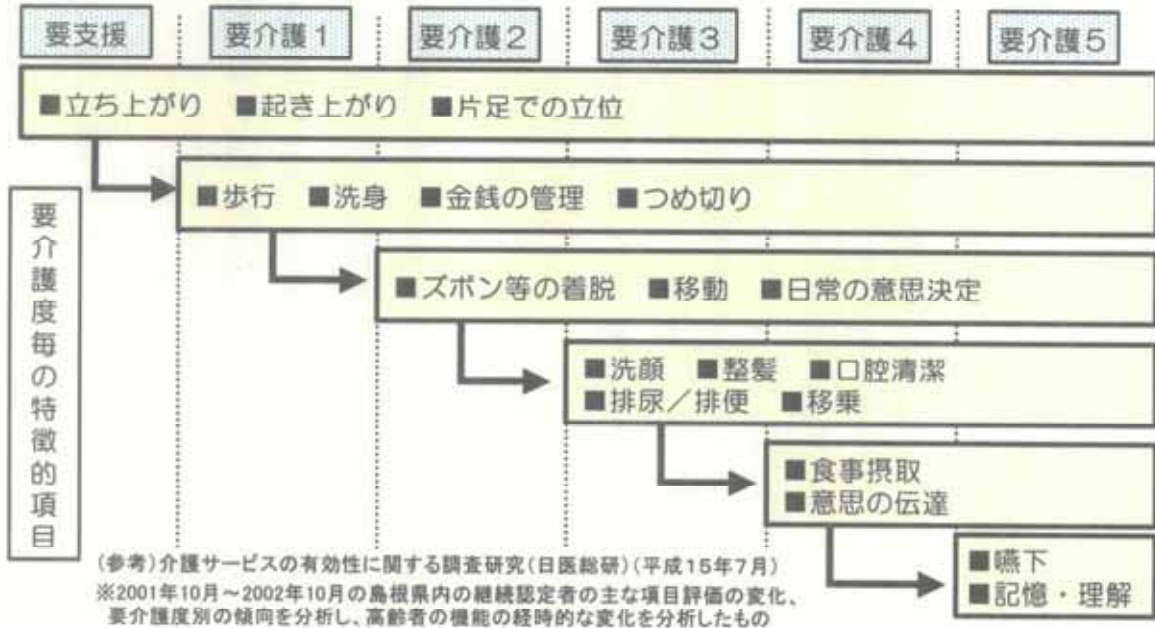 要支援 要介護1 要介護2 要介護3 要介護4 要介護5
■立ち上がり ■起き上がり ■片足での立位
■歩行 ■洗身 ■金銭の管理 ■つめ切り
■ズボン等の着脱 ■移動 ■日常の意思決定
■洗顔 ■整髪 ■口腔清潔
■排尿／排便 ■移乗
■食事摂取
■意思の伝達
■嚥下
■記憶・理解
要介護度毎の特徴的項目
(参考)介護サービスの有効性に関する調査研究(日医総研)(平成15年7月)
※2001年10月～2002年10月の島根県内の継続認定者の主な項目評価の変化、
要介護度別の傾向を分析し、高齢者の機能の経時的な変化を分析したもの